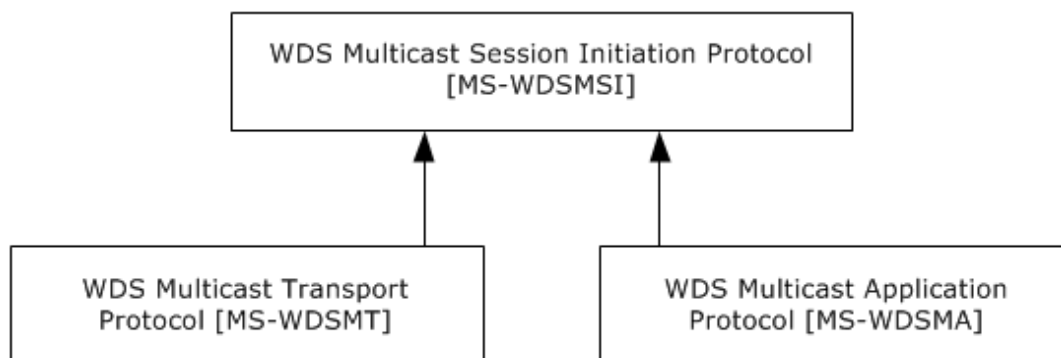 WDS Multicast Session Initiation Protocol
[MS-WDSMSI]
WDS Multicast Transport
Protocol [MS-WDSMT]
WDS Multicast Application
Protocol [MS-WDSMA]